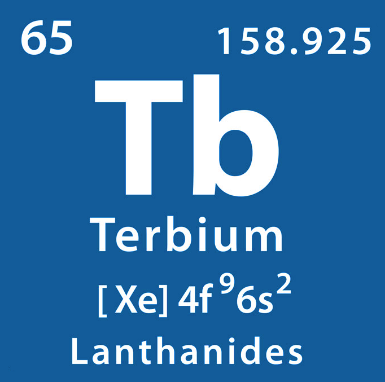 65 158.925
Tb
Terbium
[Xe] 4f⁹6s²
Lanthanides